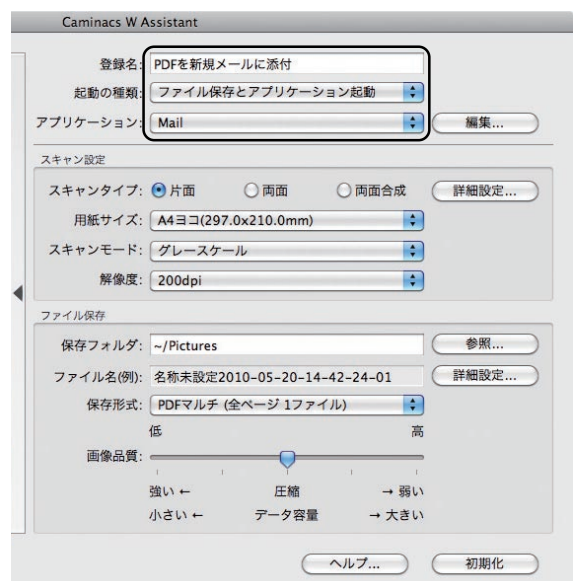 Caminacs W Assistant
登録名: PDFを新規メールに添付
起動の種類: ファイル保存とアプリケーション起動
アプリケーション: Mail 編集...
スキャン設定
スキャンタイプ: 片面 両面 両面合成 詳細設定...
用紙サイズ: A4ヨコ(297.0x210.0mm)
スキャンモード: グレースケール
解像度: 200dpi
ファイル保存
保存フォルダ: ~/Pictures 参照...
ファイル名(例): 名称未設定2010-05-20-14-42-24-01 詳細設定...
保存形式: PDFマルチ (全ページ 1ファイル)
低 高
画像品質:
強い ← 圧縮 → 弱い
小さい ← データ容量 → 大きい
ヘルプ... 初期化